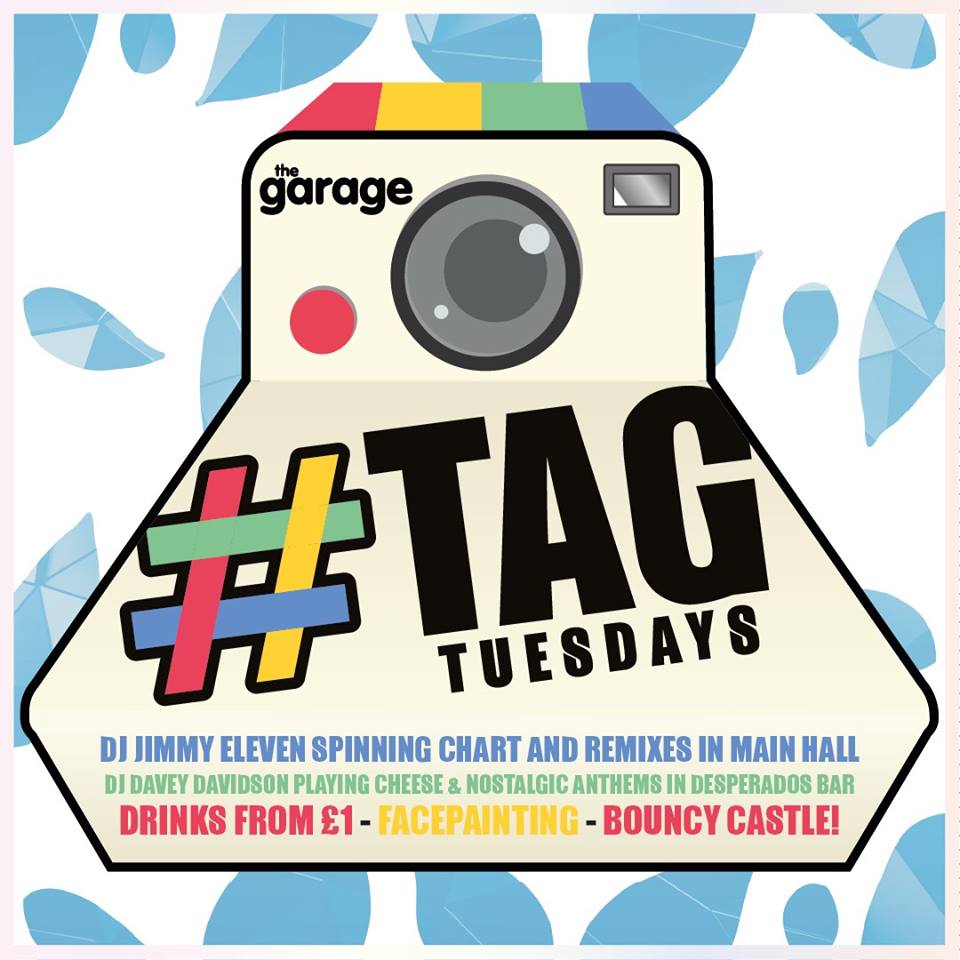 the
garage
#TAG
TUESDAYS
DJ JIMMY ELEVEN SPINNING CHART AND REMIXES IN MAIN HALL
DJ DAVEY DAVIDSON PLAYING CHEESE & NOSTALGIC ANTHEMS IN DESPERADOS BAR
DRINKS FROM £1 - FACEPAINTING - BOUNCY CASTLE!